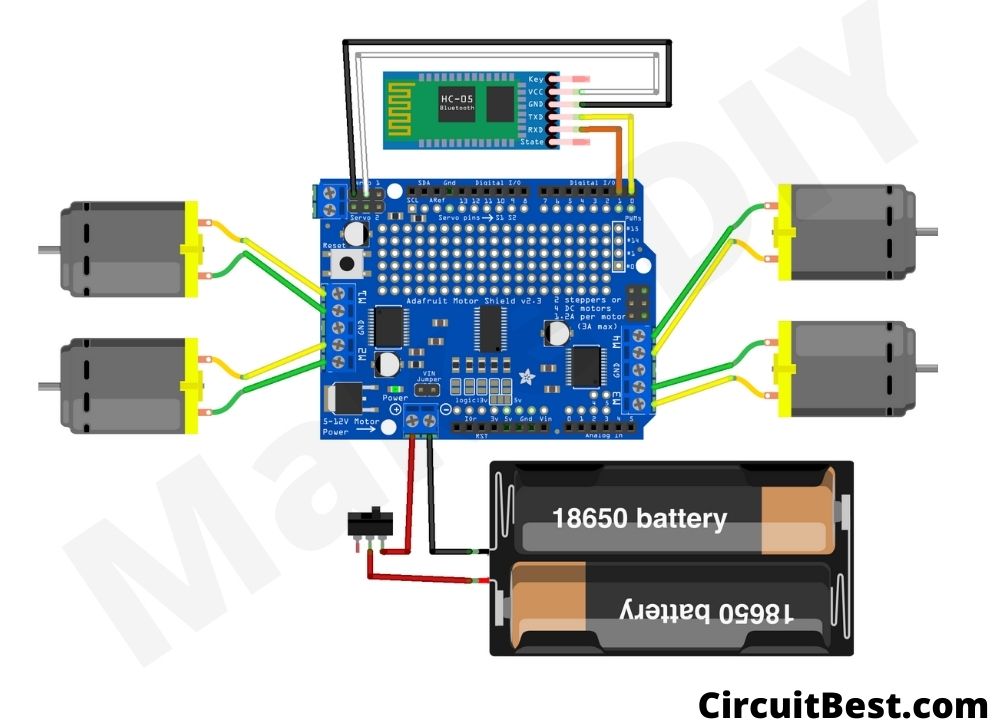 Key
VCC
GND
TXD
RXD
State
HC-05
Bluetooth
Servo 1
SDA
Gnd
Digital I/O
Digital I/O
SCL
ARef
13 12 11 10 9 8
7 6 5 4 3 2 1 0
Servo 2
Servo pins
S1 S2
PWMs
#15
#14
#1
#0
Reset
Adafruit Motor Shield v2.3
2 steppers or
4 DC motors
1.2A per motor
(3A max)
M1
GND
M2
M4
GND
M3
VIN
Jumper
Power
logic
3v
5v
5-12V Motor
Power
Ior
3v
5v
Gnd
Vin
RST
Analog In
18650 battery
18650 battery
CircuitBest.com